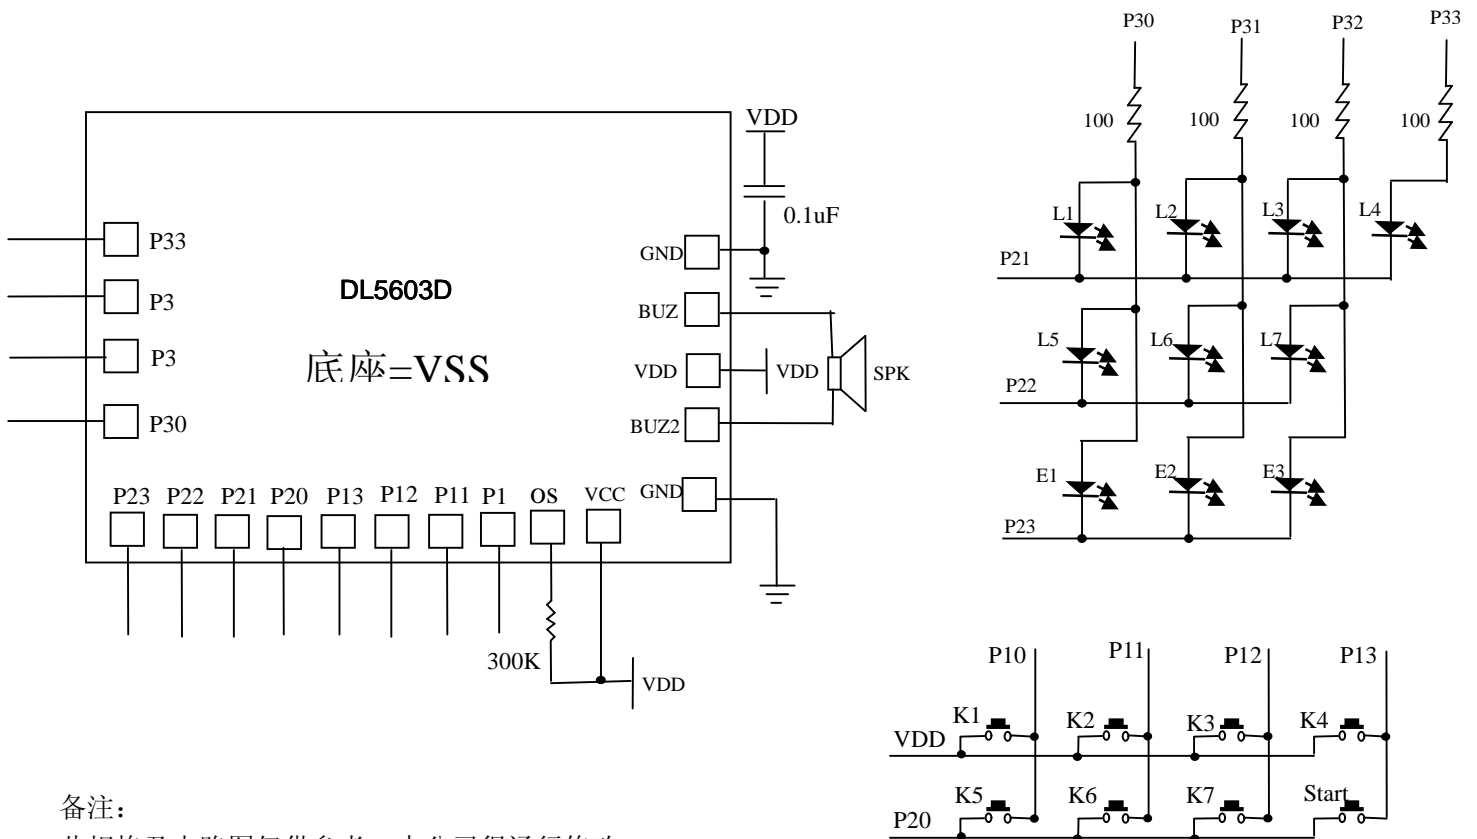 P30 P31 P32 P33
100 100 100 100
VDD
0.1uF
P33
P3
P3
P30
DL5603D
底座=VSS
GND
BUZ
VDD
VDD
SPK
BUZ2
GND
P23 P22 P21 P20 P13 P12 P11 P1 OS VCC
300K
VDD
L1 L2 L3 L4
P21
L5 L6 L7
P22
E1 E2 E3
P23
P10 P11 P12 P13
K1 K2 K3 K4
VDD
K5 K6 K7 Start
P20
备注：